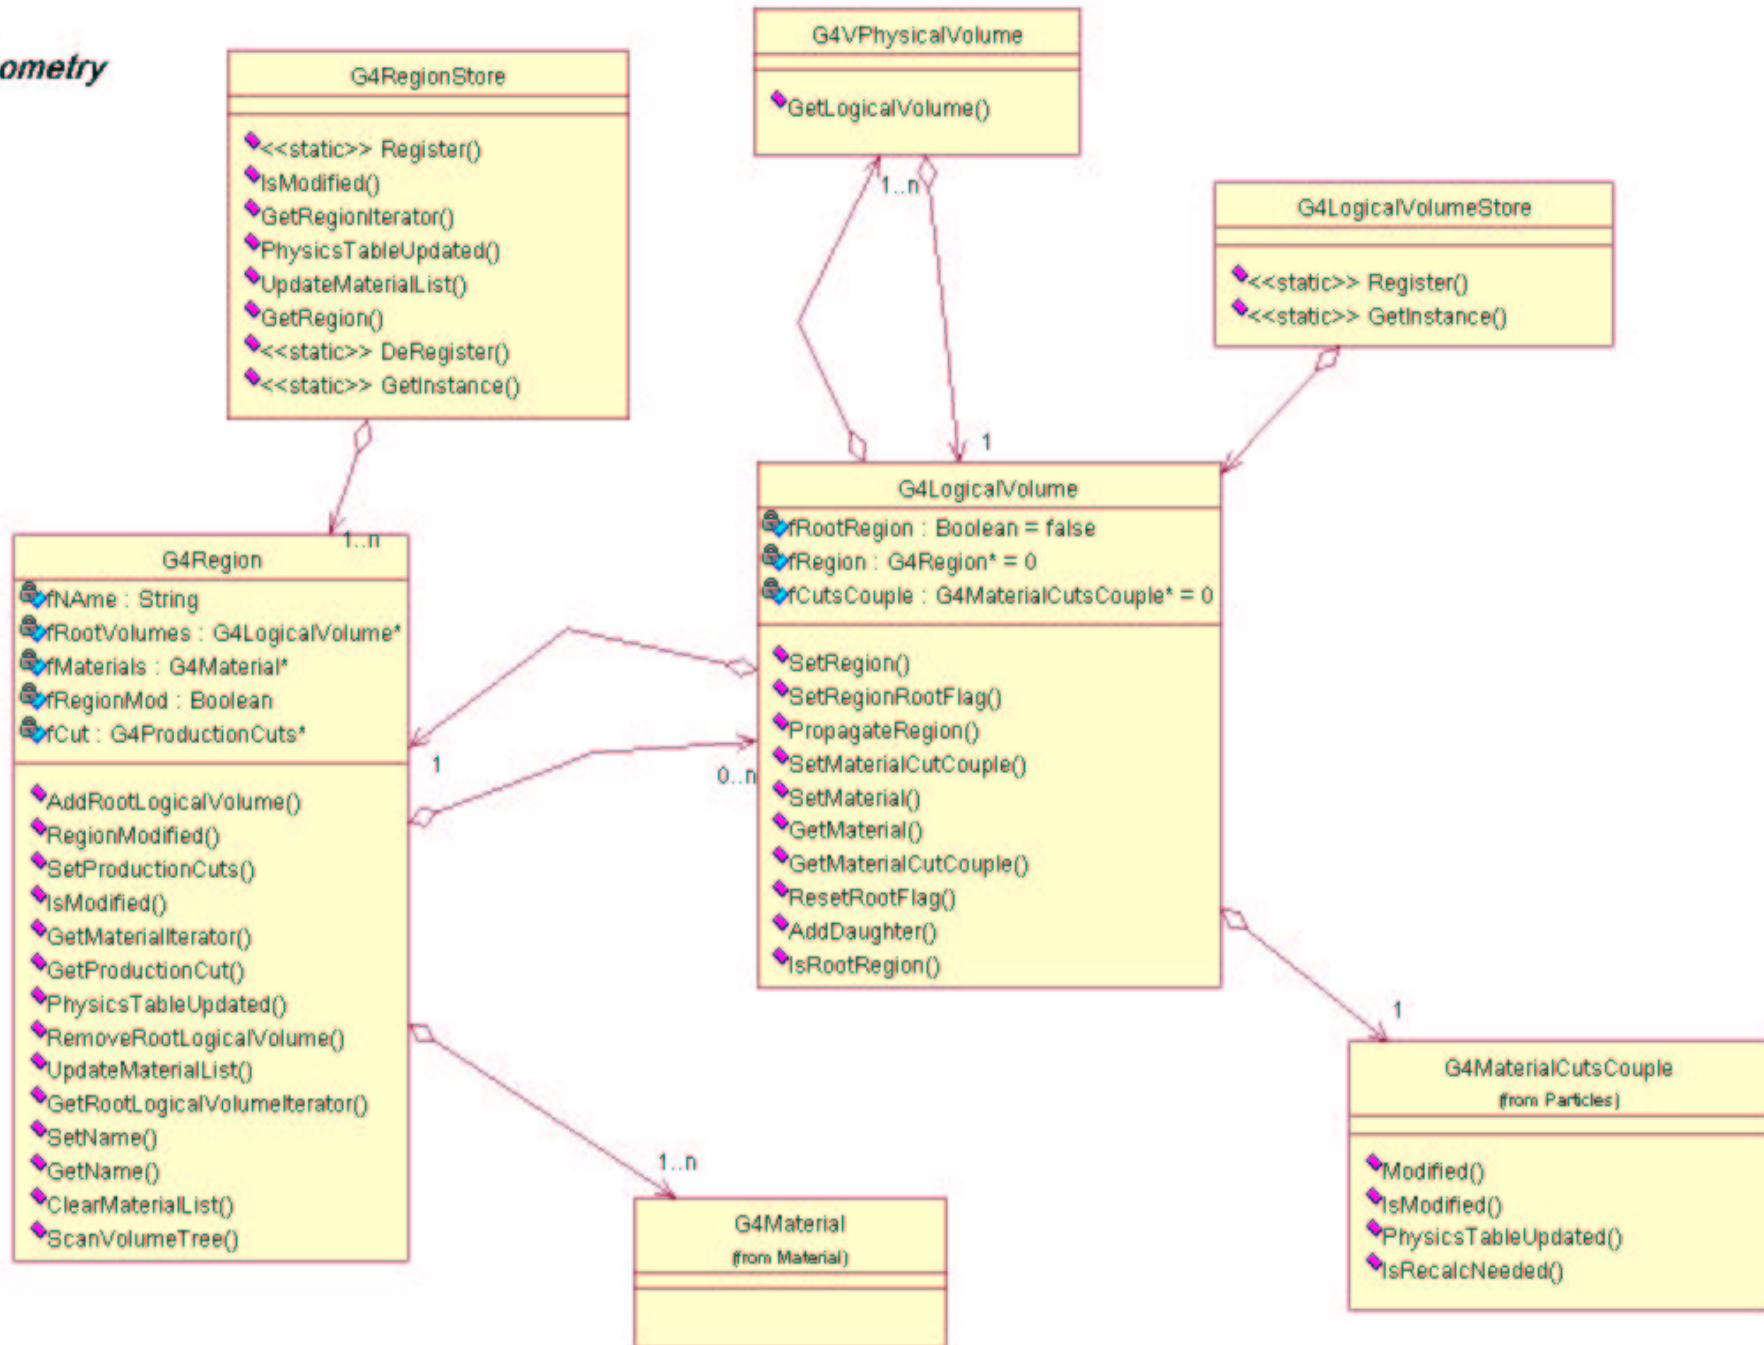 ometry
G4RegionStore
<<static>> Register()
IsModified()
GetRegionIterator()
PhysicsTableUpdated()
UpdateMaterialList()
GetRegion()
<<static>> DeRegister()
<<static>> GetInstance()
G4VPhysicalVolume
GetLogicalVolume()
1..n
G4LogicalVolumeStore
<<static>> Register()
<<static>> GetInstance()
1
1..n
G4Region
fNAme : String
fRootVolumes : G4LogicalVolume*
fMaterials : G4Material*
fRegionMod : Boolean
fCut : G4ProductionCuts*
AddRootLogicalVolume()
RegionModified()
SetProductionCuts()
IsModified()
GetMaterialIterator()
GetProductionCut()
PhysicsTableUpdated()
RemoveRootLogicalVolume()
UpdateMaterialList()
GetRootLogicalVolumeIterator()
SetName()
GetName()
ClearMaterialList()
ScanVolumeTree()
1
0..n
G4LogicalVolume
fRootRegion : Boolean = false
fRegion : G4Region* = 0
fCutsCouple : G4MaterialCutsCouple* = 0
SetRegion()
SetRegionRootFlag()
PropagateRegion()
SetMaterialCutCouple()
SetMaterial()
GetMaterial()
GetMaterialCutCouple()
ResetRootFlag()
AddDaughter()
IsRootRegion()
1..n
G4Material
(from Material)
1
G4MaterialCutsCouple
(from Particles)
Modified()
IsModified()
PhysicsTableUpdated()
IsRecalcNeeded()